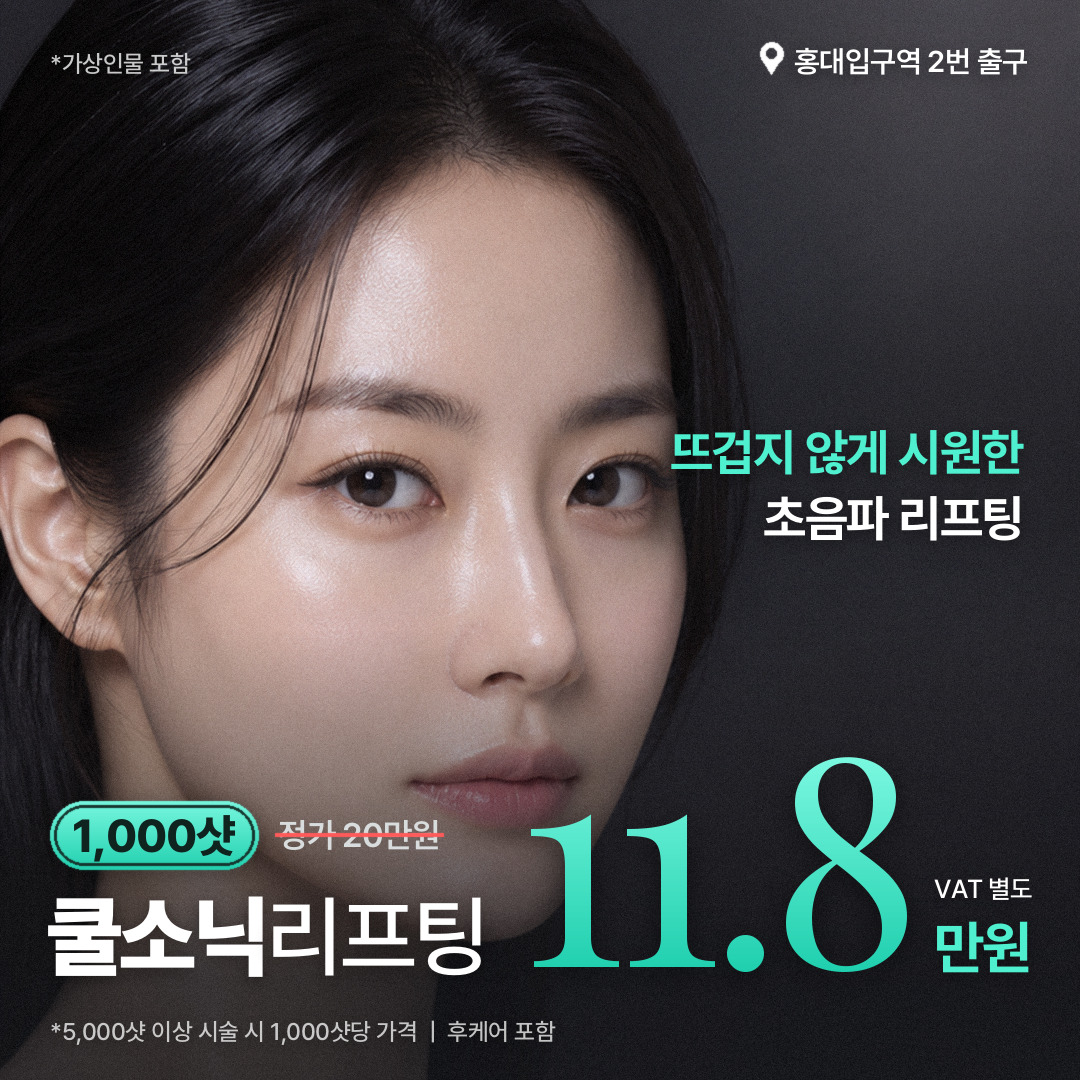 *가상인물 포함
홍대입구역 2번 출구
뜨겁지 않게 시원한
초음파 리프팅
1,000샷
정가 20만원
쿨소닉리프팅
11.8
VAT 별도
만원
*5,000샷 이상 시술 시 1,000샷당 가격 | 후케어 포함